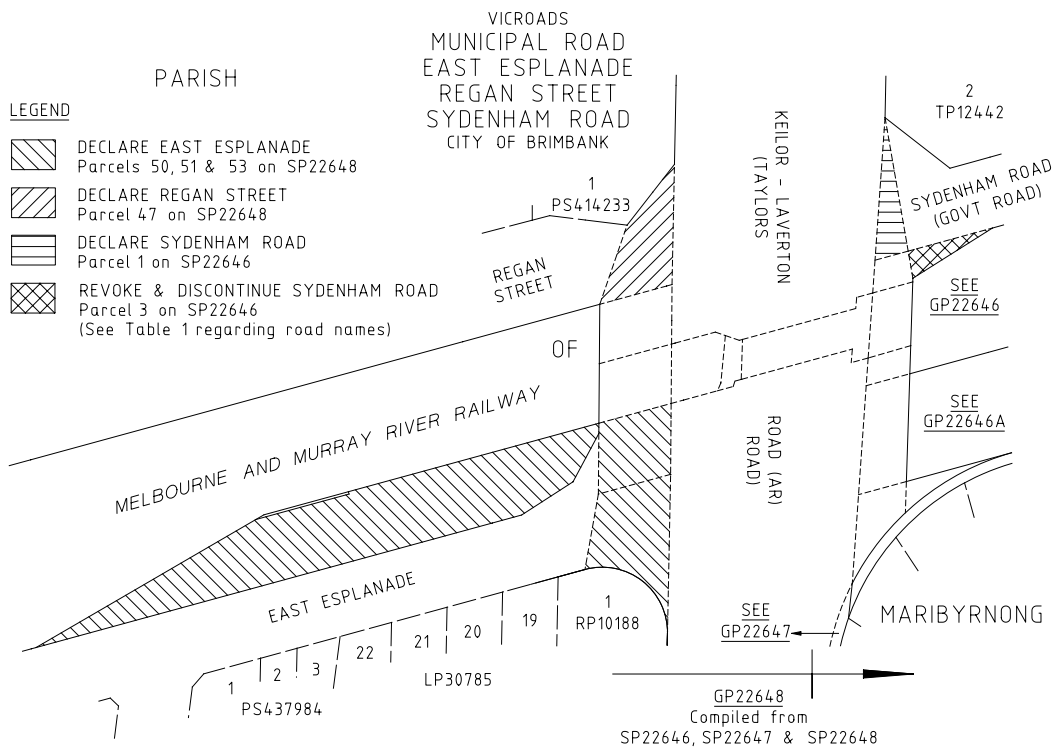 VICROADS
MUNICIPAL ROAD
EAST ESPLANADE
REGAN STREET
SYDENHAM ROAD
CITY OF BRIMBANK
PARISH
LEGEND
DECLARE EAST ESPLANADE
Parcels 50, 51 & 53 on SP22648
DECLARE REGAN STREET
Parcel 47 on SP22648
DECLARE SYDENHAM ROAD
Parcel 1 on SP22646
REVOKE & DISCONTINUE SYDENHAM ROAD
Parcel 3 on SP22646
(See Table 1 regarding road names)
1
PS414233
REGAN
STREET
KEILOR - LAVERTON
(TAYLORS
2
TP12442
SYDENHAM ROAD
(GOVT ROAD)
SEE
GP22646
OF
MELBOURNE AND MURRAY RIVER RAILWAY
ROAD (AR)
ROAD)
SEE
GP22646A
EAST ESPLANADE
1
RP10188
SEE
GP22647
MARIBYRNONG
1
2
3
22
21
20
19
PS437984
LP30785
GP22648
Compiled from
SP22646, SP22647 & SP22648